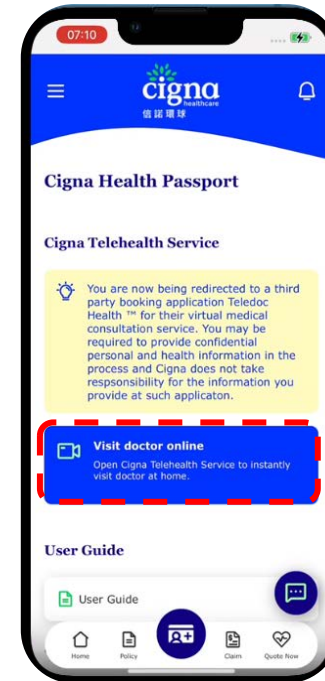 07:10
cigna
healthcare
信諾環球
Cigna Health Passport
Cigna Telehealth Service
You are now being redirected to a third
party booking application Teledoc
Health ™ for their virtual medical
consultation service. You may be
required to provide confidential
personal and health information in the
process and Cigna does not take
respsonsibility for the information you
provide at such applicaton.
Visit doctor online
Open Cigna Telehealth Service to instantly
visit doctor at home.
User Guide
User Guide
Home
Policy
Claim
Quote Now